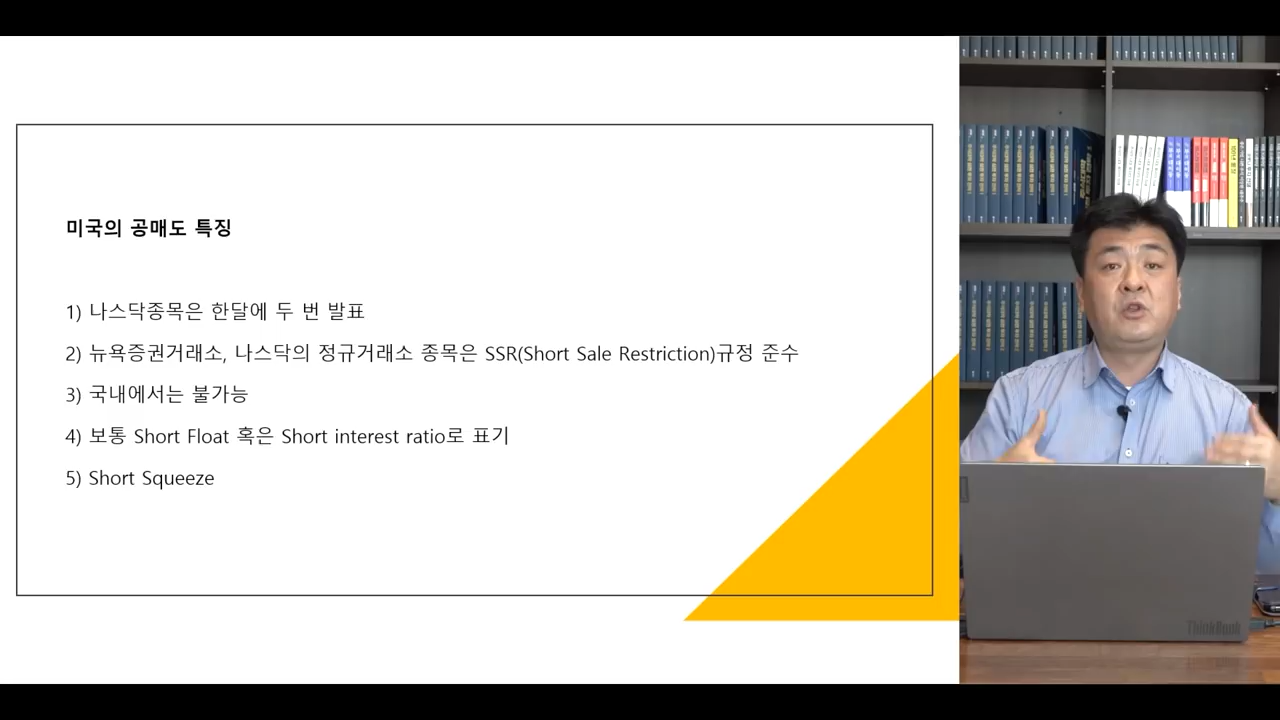 미국의 공매도 특징
1) 나스닥종목은 한달에 두 번 발표
2) 뉴욕증권거래소, 나스닥의 정규거래소 종목은 SSR(Short Sale Restriction)규정 준수
3) 국내에서는 불가능
4) 보통 Short Float 혹은 Short interest ratio로 표기
5) Short Squeeze
ThinkBook